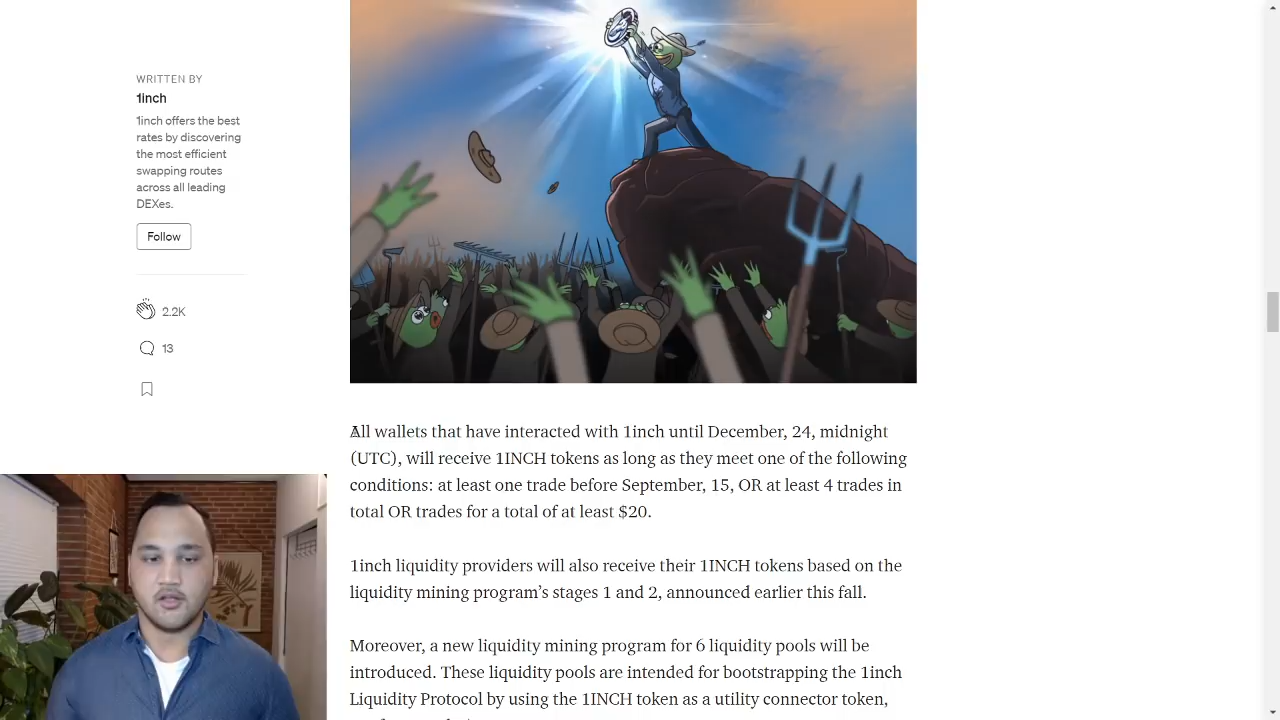 WRITTEN BY
1inch
1inch offers the best
rates by discovering
the most efficient
swapping routes
across all leading
DEXes.
Follow
2.2K
13
All wallets that have interacted with 1inch until December, 24, midnight
(UTC), will receive 1INCH tokens as long as they meet one of the following
conditions: at least one trade before September, 15, OR at least 4 trades in
total OR trades for a total of at least $20.
1inch liquidity providers will also receive their 1INCH tokens based on the
liquidity mining program’s stages 1 and 2, announced earlier this fall.
Moreover, a new liquidity mining program for 6 liquidity pools will be
introduced. These liquidity pools are intended for bootstrapping the 1inch
Liquidity Protocol by using the 1INCH token as a utility connector token,